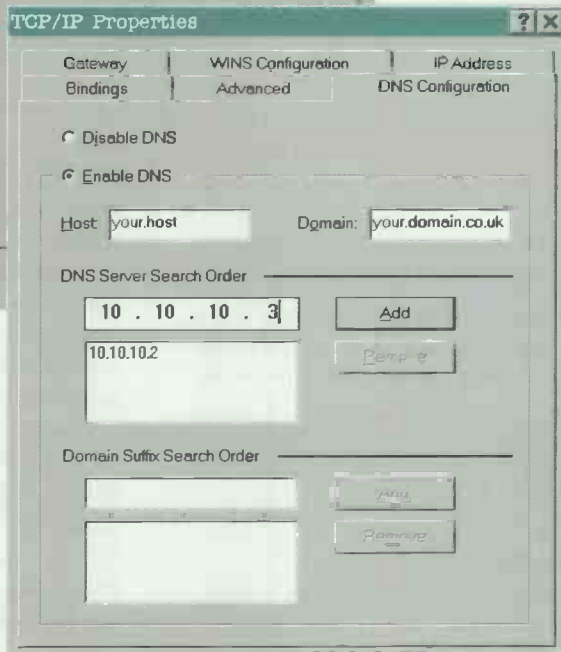 TCP/IP Properties
Gateway WINS Configuration IP Address
Bindings Advanced DNS Configuration
Disable DNS
Enable DNS
Host: your.host Domain: your.domain.co.uk
DNS Server Search Order
10 . 10 . 10 . 3 Add
10.10.10.2 Remove
Domain Suffix Search Order
Add
Remove